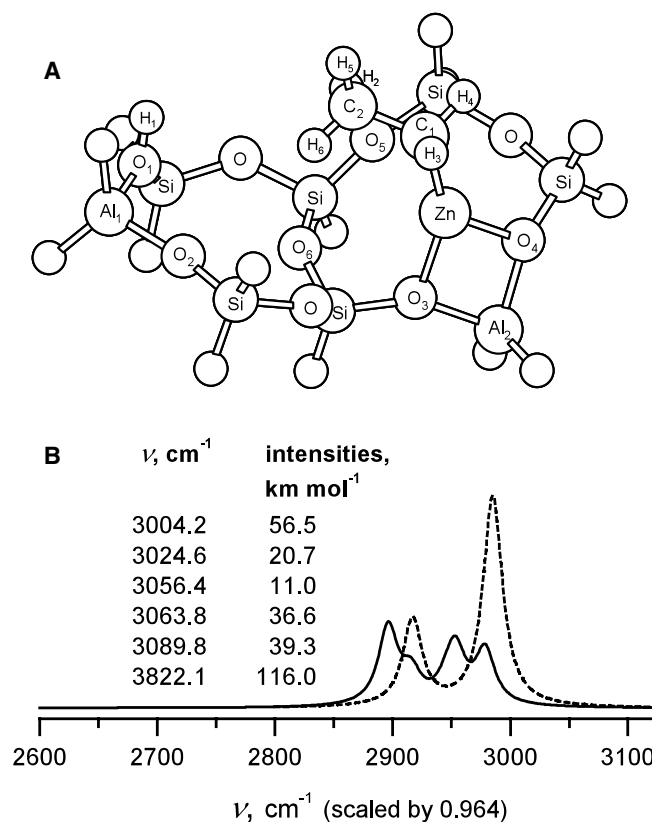 A
H5
H2
Si
H4
C2
C1
H1
H6
O5
O
H3
O1
Si
O
Si
Si
Al1
Zn
O6
O4
O2
Si
O
Si
O3
Al2
B
ν, cm-1 intensities,
km mol-1
3004.2 56.5
3024.6 20.7
3056.4 11.0
3063.8 36.6
3089.8 39.3
3822.1 116.0
2600 2700 2800 2900 3000 3100
ν, cm-1 (scaled by 0.964)